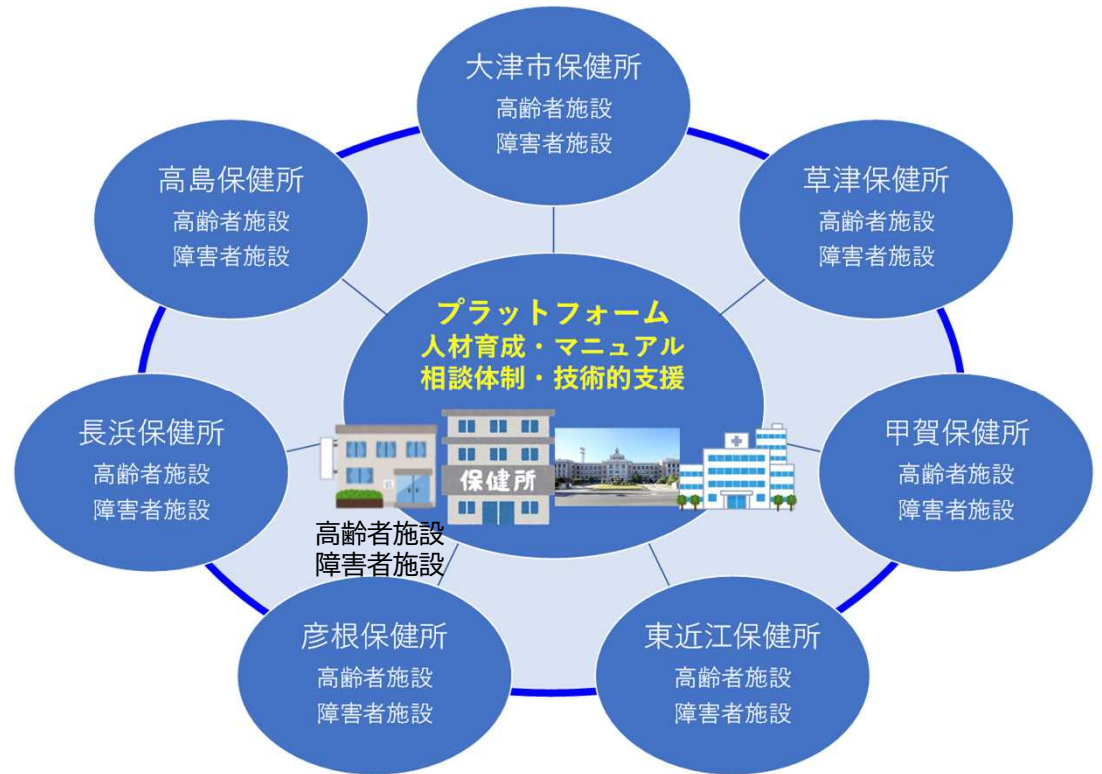 大津市保健所
高齢者施設
障害者施設
草津保健所
高齢者施設
障害者施設
甲賀保健所
高齢者施設
障害者施設
東近江保健所
高齢者施設
障害者施設
彦根保健所
高齢者施設
障害者施設
長浜保健所
高齢者施設
障害者施設
高島保健所
高齢者施設
障害者施設
プラットフォーム
人材育成・マニュアル
相談体制・技術的支援
保健所
高齢者施設
障害者施設